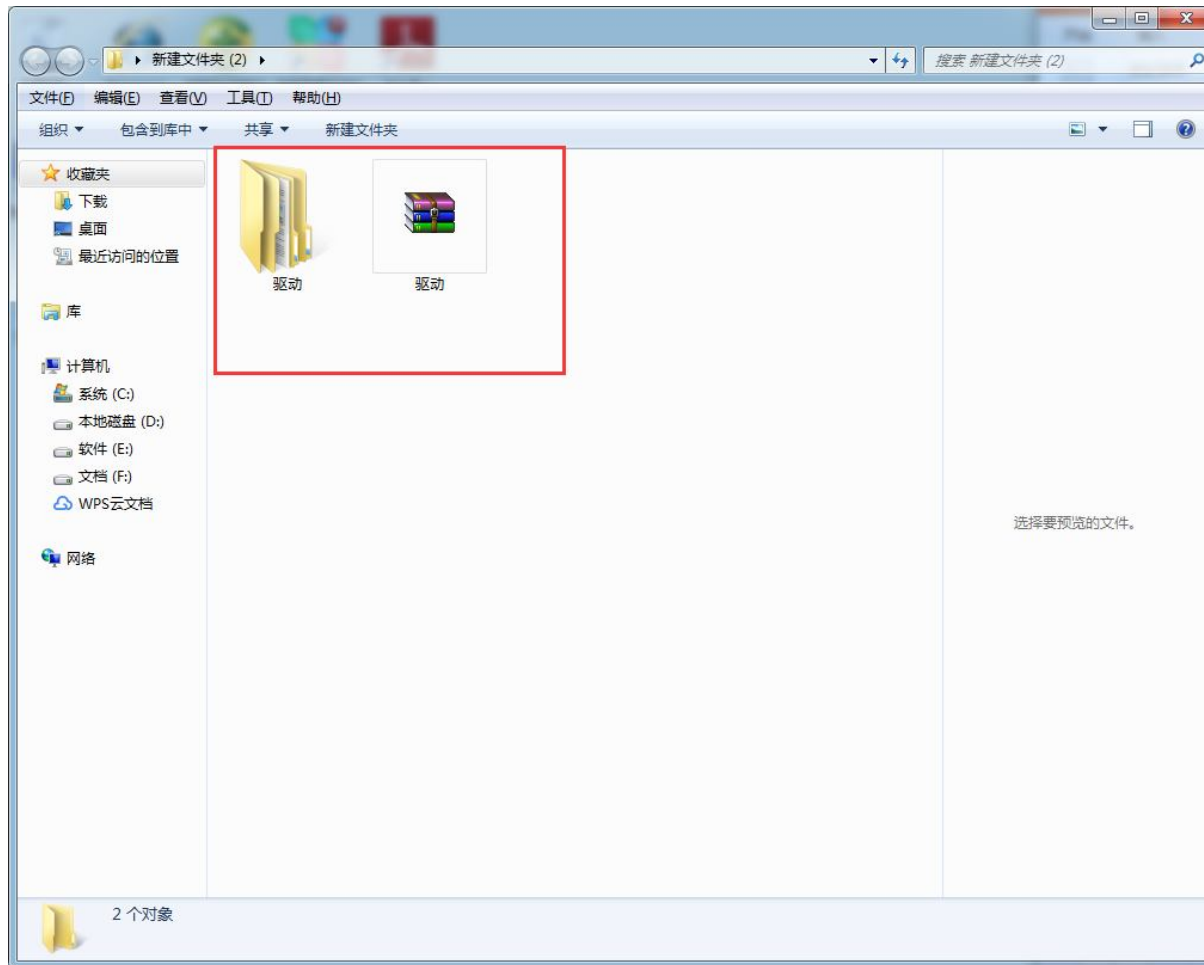 新建文件夹 (2)
搜索 新建文件夹 (2)
文件(F) 编辑(E) 查看(V) 工具(T) 帮助(H)
组织 包含到库中 共享 新建文件夹
收藏夹
下载
桌面
最近访问的位置
库
计算机
系统 (C:)
本地磁盘 (D:)
软件 (E:)
文档 (F:)
WPS云文档
网络
驱动
驱动
选择要预览的文件。
2 个对象